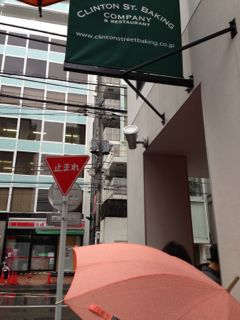 CLINTON ST. BAKING
COMPANY
& RESTAURANT
www.clintonstreetbaking.co.jp
止まれ